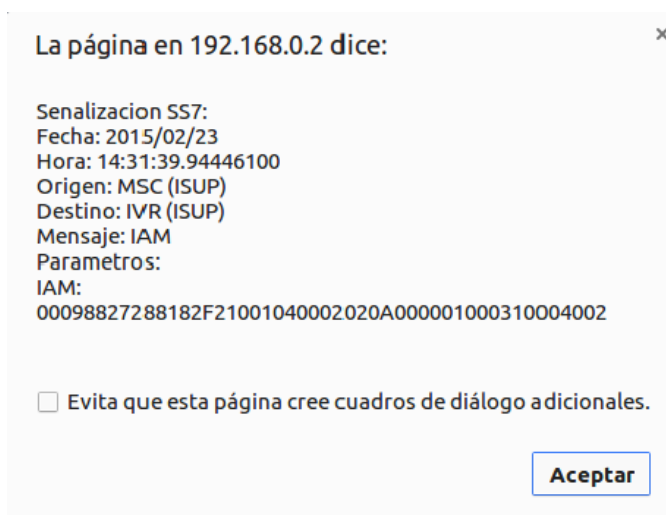 La página en 192.168.0.2 dice:
Senalizacion SS7:
Fecha: 2015/02/23
Hora: 14:31:39.94446100
Origen: MSC (ISUP)
Destino: IVR (ISUP)
Mensaje: IAM
Parametros:
IAM:
00098827288182F21001040002020A000001000310004002
Evita que esta página cree cuadros de diálogo adicionales.
Aceptar